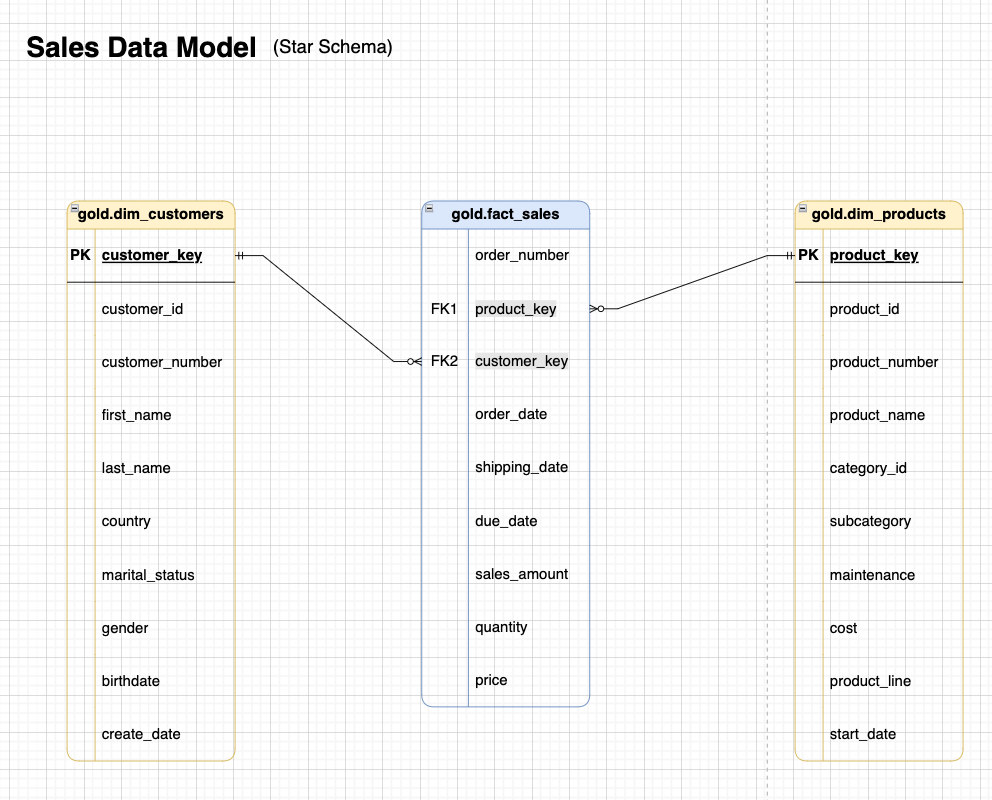 Sales Data Model (Star Schema)
gold.dim_customers
PK customer_key
customer_id
customer_number
first_name
last_name
country
marital_status
gender
birthdate
create_date
gold.fact_sales
order_number
FK1 product_key
FK2 customer_key
order_date
shipping_date
due_date
sales_amount
quantity
price
gold.dim_products
PK product_key
product_id
product_number
product_name
category_id
subcategory
maintenance
cost
product_line
start_date